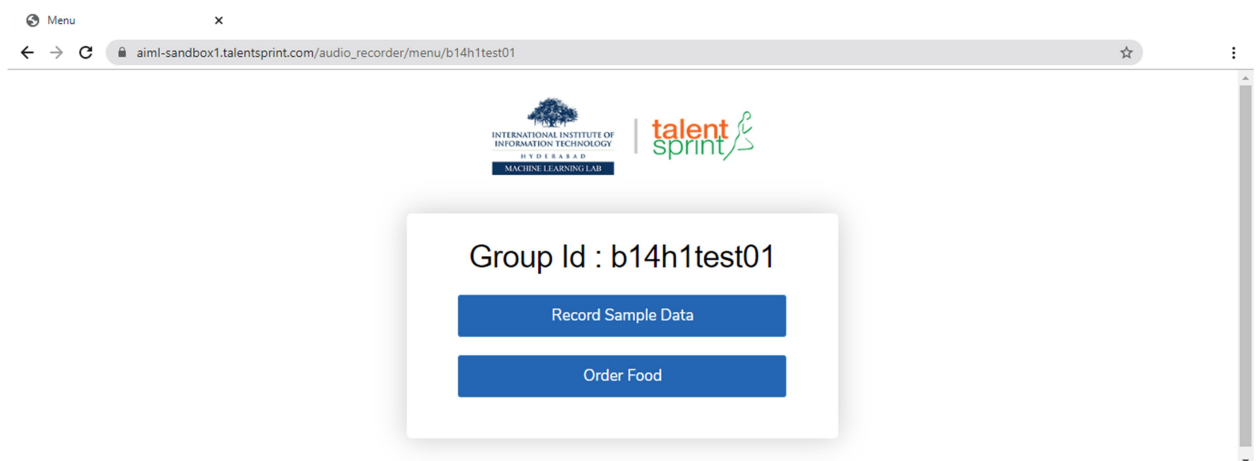 Menu
aiml-sandbox1.talentsprint.com/audio_recorder/menu/b14h1test01
INTERNATIONAL INSTITUTE OF
INFORMATION TECHNOLOGY
HYDERABAD
MACHINE LEARNING LAB
talent
sprint
Group Id : b14h1test01
Record Sample Data
Order Food